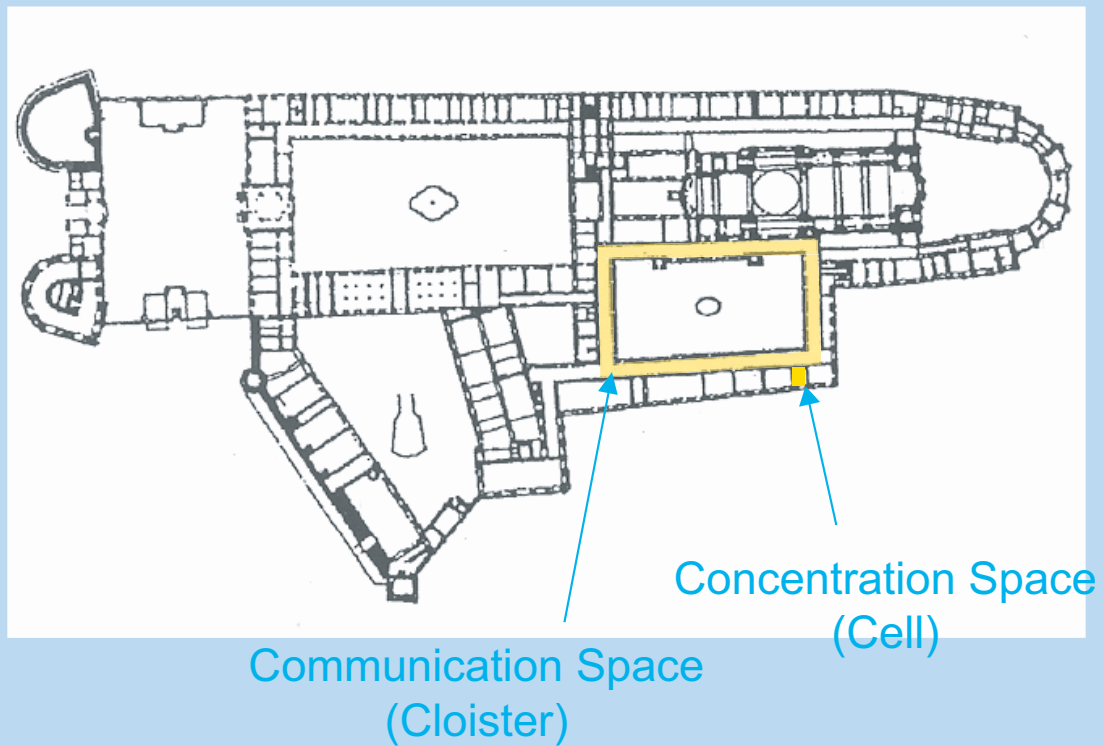 Concentration Space
(Cell)
Communication Space
(Cloister)